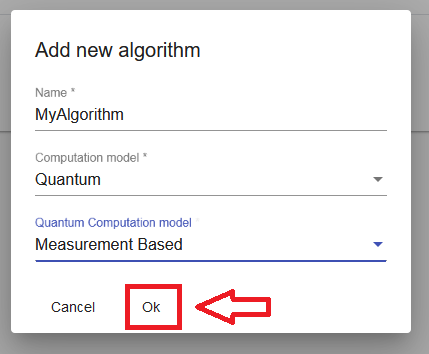 Add new algorithm
Name *
MyAlgorithm
Computation model *
Quantum
Quantum Computation model
Measurement Based
Cancel Ok